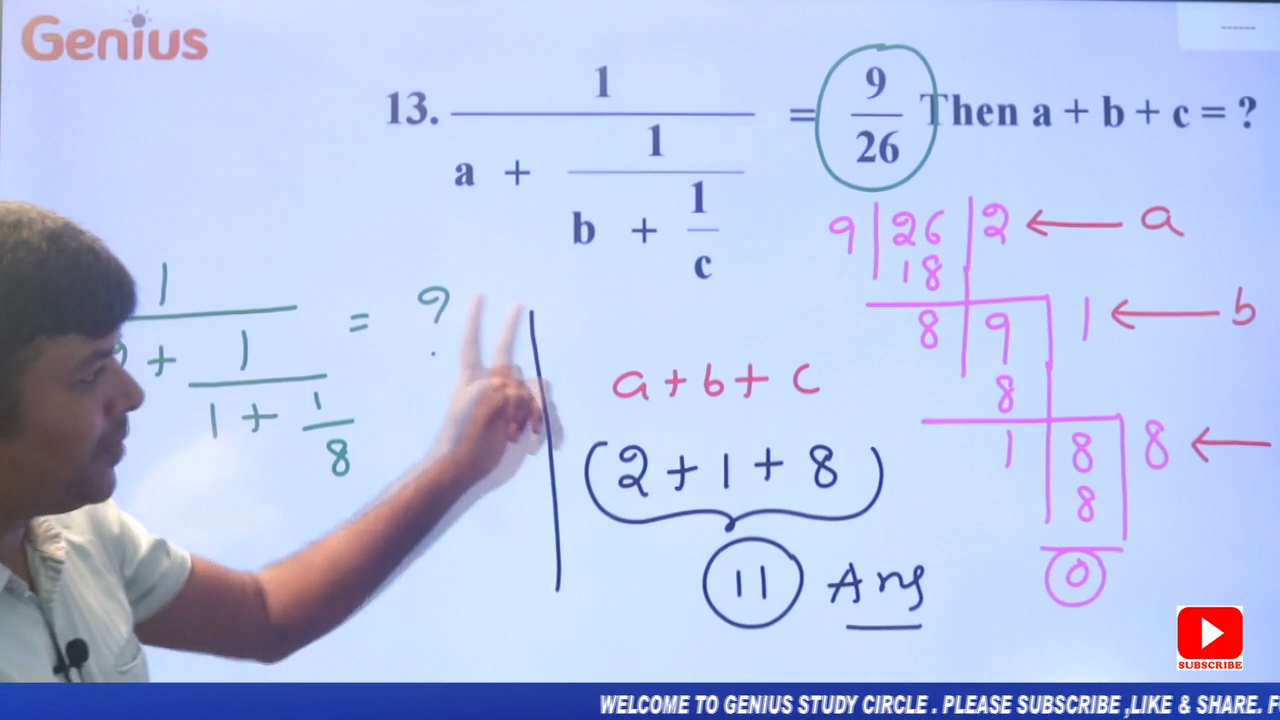 Genius
13. 1 / (a + 1 / (b + 1/c)) = 9/26 Then a + b + c = ?
9 | 26 | 2 ← a
18
8 | 9 | 1 ← b
8
1 | 8 | 8 ←
8
0
1
+ 1 = ?
1 + 1/8
a + b + c
(2 + 1 + 8)
11 Ans
SUBSCRIBE
WELCOME TO GENIUS STUDY CIRCLE . PLEASE SUBSCRIBE ,LIKE & SHARE.